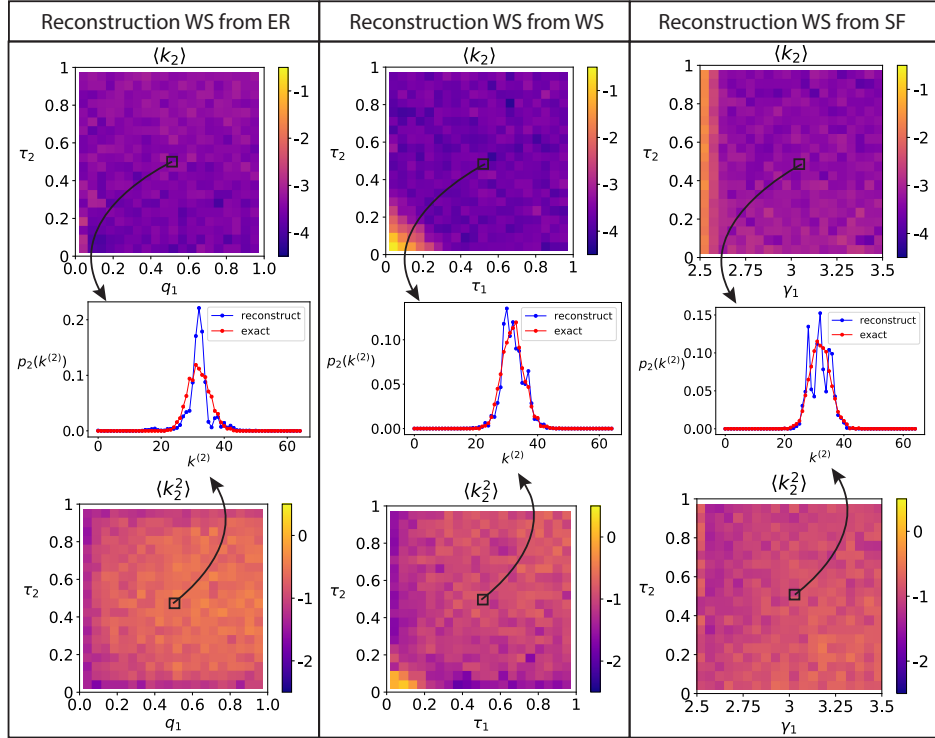 Reconstruction WS from ER
Reconstruction WS from WS
Reconstruction WS from SF
⟨k₂⟩
1
0.8
τ₂ 0.6
0.4
0.2
0
0.0 0.2 0.4 0.6 0.8 1.0
q₁
-1
-2
-3
-4
⟨k₂⟩
1
0.8
τ₂ 0.6
0.4
0.2
0
0 0.2 0.4 0.6 0.8 1
τ₁
-1
-2
-3
-4
⟨k₂⟩
1
0.8
τ₂ 0.6
0.4
0.2
0
2.5 2.75 3 3.25 3.5
γ₁
-1
-2
-3
-4
reconstruct
exact
0.2
p₂(k⁽²⁾)
0.1
0.0
0 20 40 60
k⁽²⁾
reconstruct
exact
0.10
p₂(k⁽²⁾)
0.05
0.00
0 20 40 60
k⁽²⁾
reconstruct
exact
0.15
0.10
p₂(k⁽²⁾)
0.05
0.00
0 20 40 60
k⁽²⁾
⟨k₂²⟩
1
0.8
τ₂ 0.6
0.4
0.2
0
0 0.2 0.4 0.6 0.8 1.0
q₁
0
-1
-2
⟨k₂²⟩
1
0.8
τ₂ 0.6
0.4
0.2
0
0 0.2 0.4 0.6 0.8 1
τ₁
0
-1
-2
⟨k₂²⟩
1
0.8
τ₂ 0.6
0.4
0.2
0
2.5 2.75 3 3.25 3.5
γ₁
0
-1
-2